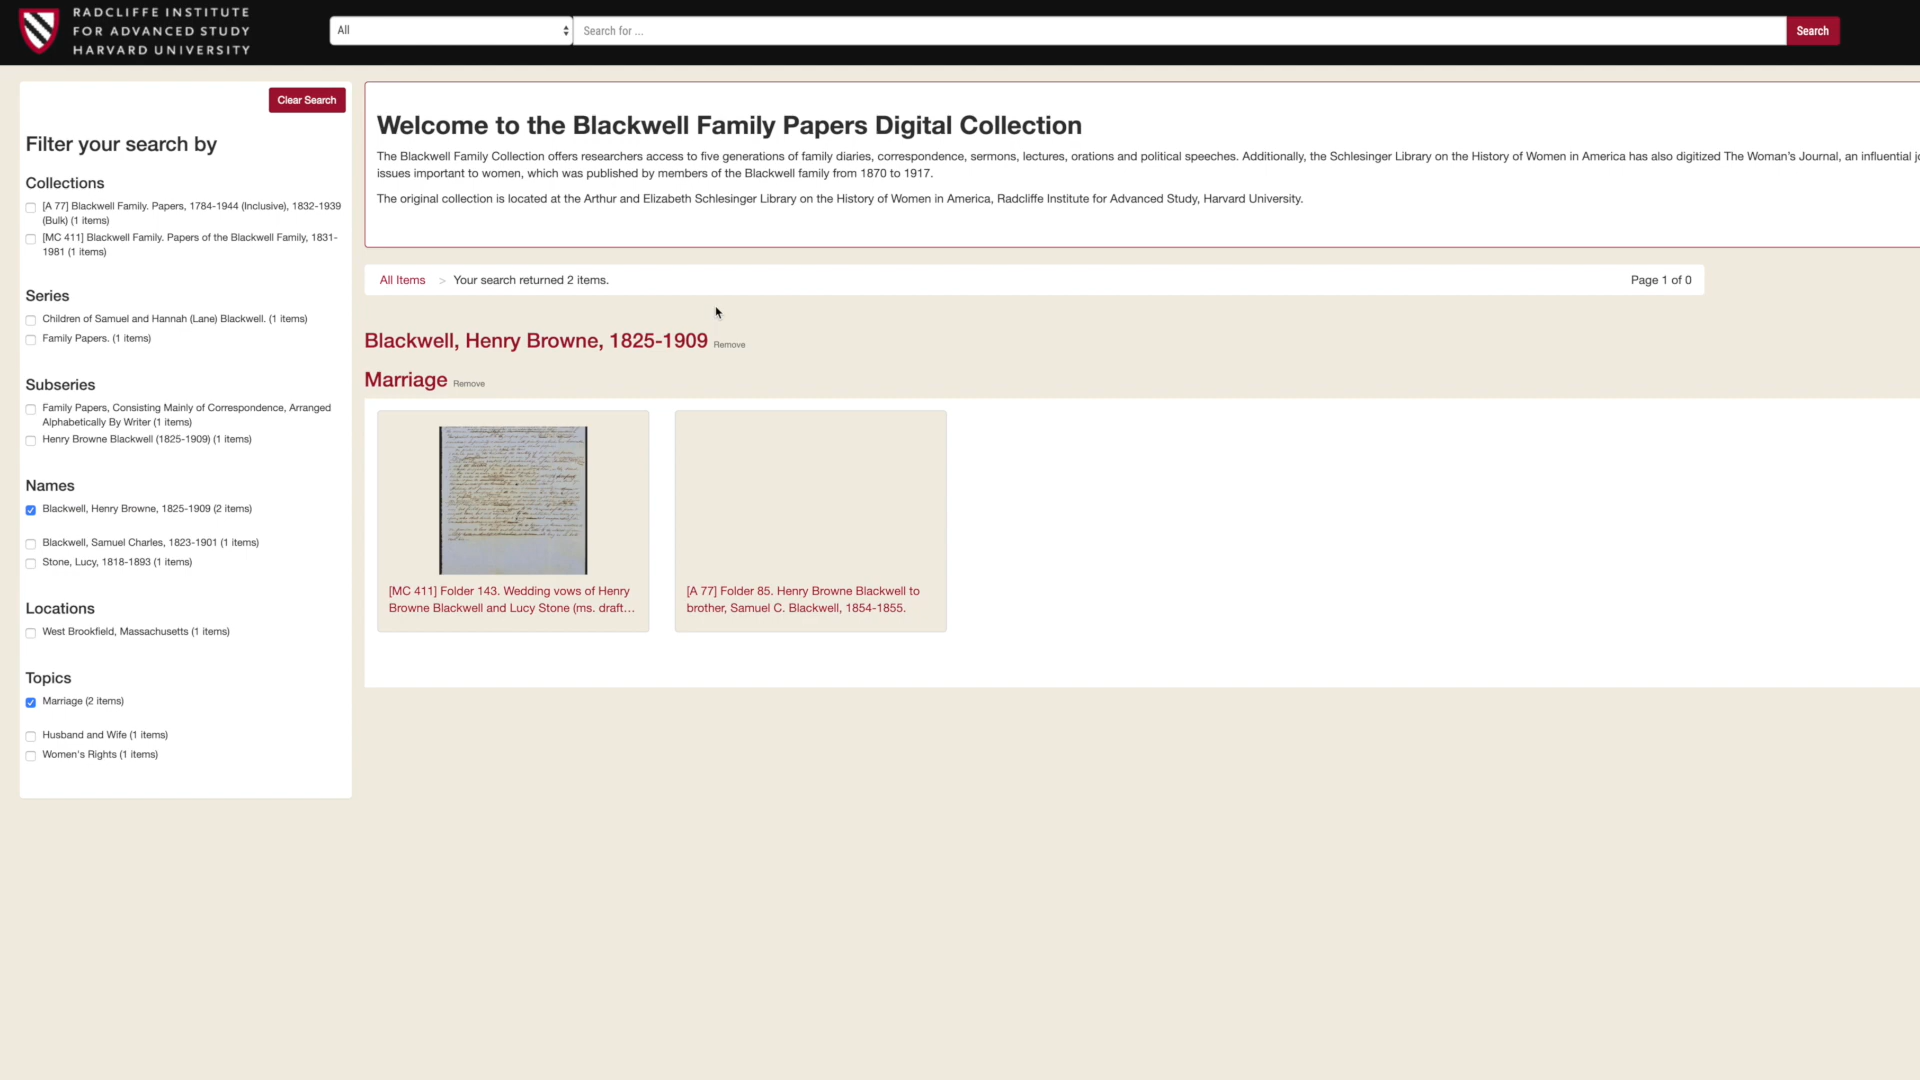 RADCLIFFE INSTITUTE
FOR ADVANCED STUDY
HARVARD UNIVERSITY
All
Search for ...
Search
Clear Search
Filter your search by
Collections
[A 77] Blackwell Family. Papers, 1784-1944 (Inclusive), 1832-1939
(Bulk) (1 items)
[MC 411] Blackwell Family. Papers of the Blackwell Family, 1831-
1981 (1 items)
Series
Children of Samuel and Hannah (Lane) Blackwell. (1 items)
Family Papers. (1 items)
Subseries
Family Papers, Consisting Mainly of Correspondence, Arranged
Alphabetically By Writer (1 items)
Henry Browne Blackwell (1825-1909) (1 items)
Names
Blackwell, Henry Browne, 1825-1909 (2 items)
Blackwell, Samuel Charles, 1823-1901 (1 items)
Stone, Lucy, 1818-1893 (1 items)
Locations
West Brookfield, Massachusetts (1 items)
Topics
Marriage (2 items)
Husband and Wife (1 items)
Women's Rights (1 items)
Welcome to the Blackwell Family Papers Digital Collection
The Blackwell Family Collection offers researchers access to five generations of family diaries, correspondence, sermons, lectures, orations and political speeches. Additionally, the Schlesinger Library on the History of Women in America has also digitized The Woman's Journal, an influential
issues important to women, which was published by members of the Blackwell family from 1870 to 1917.
The original collection is located at the Arthur and Elizabeth Schlesinger Library on the History of Women in America, Radcliffe Institute for Advanced Study, Harvard University.
All Items > Your search returned 2 items.
Page 1 of 0
Blackwell, Henry Browne, 1825-1909 Remove
Marriage Remove
[MC 411] Folder 143. Wedding vows of Henry
Browne Blackwell and Lucy Stone (ms. draft...
[A 77] Folder 85. Henry Browne Blackwell to
brother, Samuel C. Blackwell, 1854-1855.